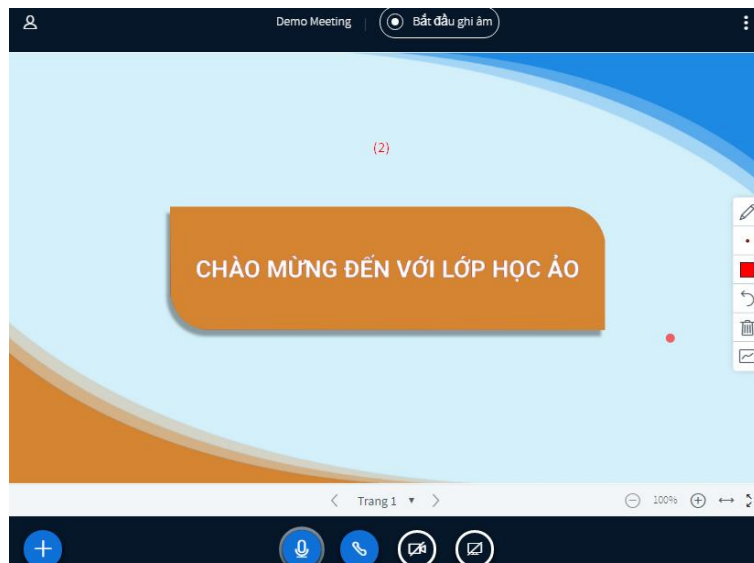 Demo Meeting
Bắt đầu ghi âm
(2)
CHÀO MỪNG ĐẾN VỚI LỚP HỌC ẢO
Trang 1
100%